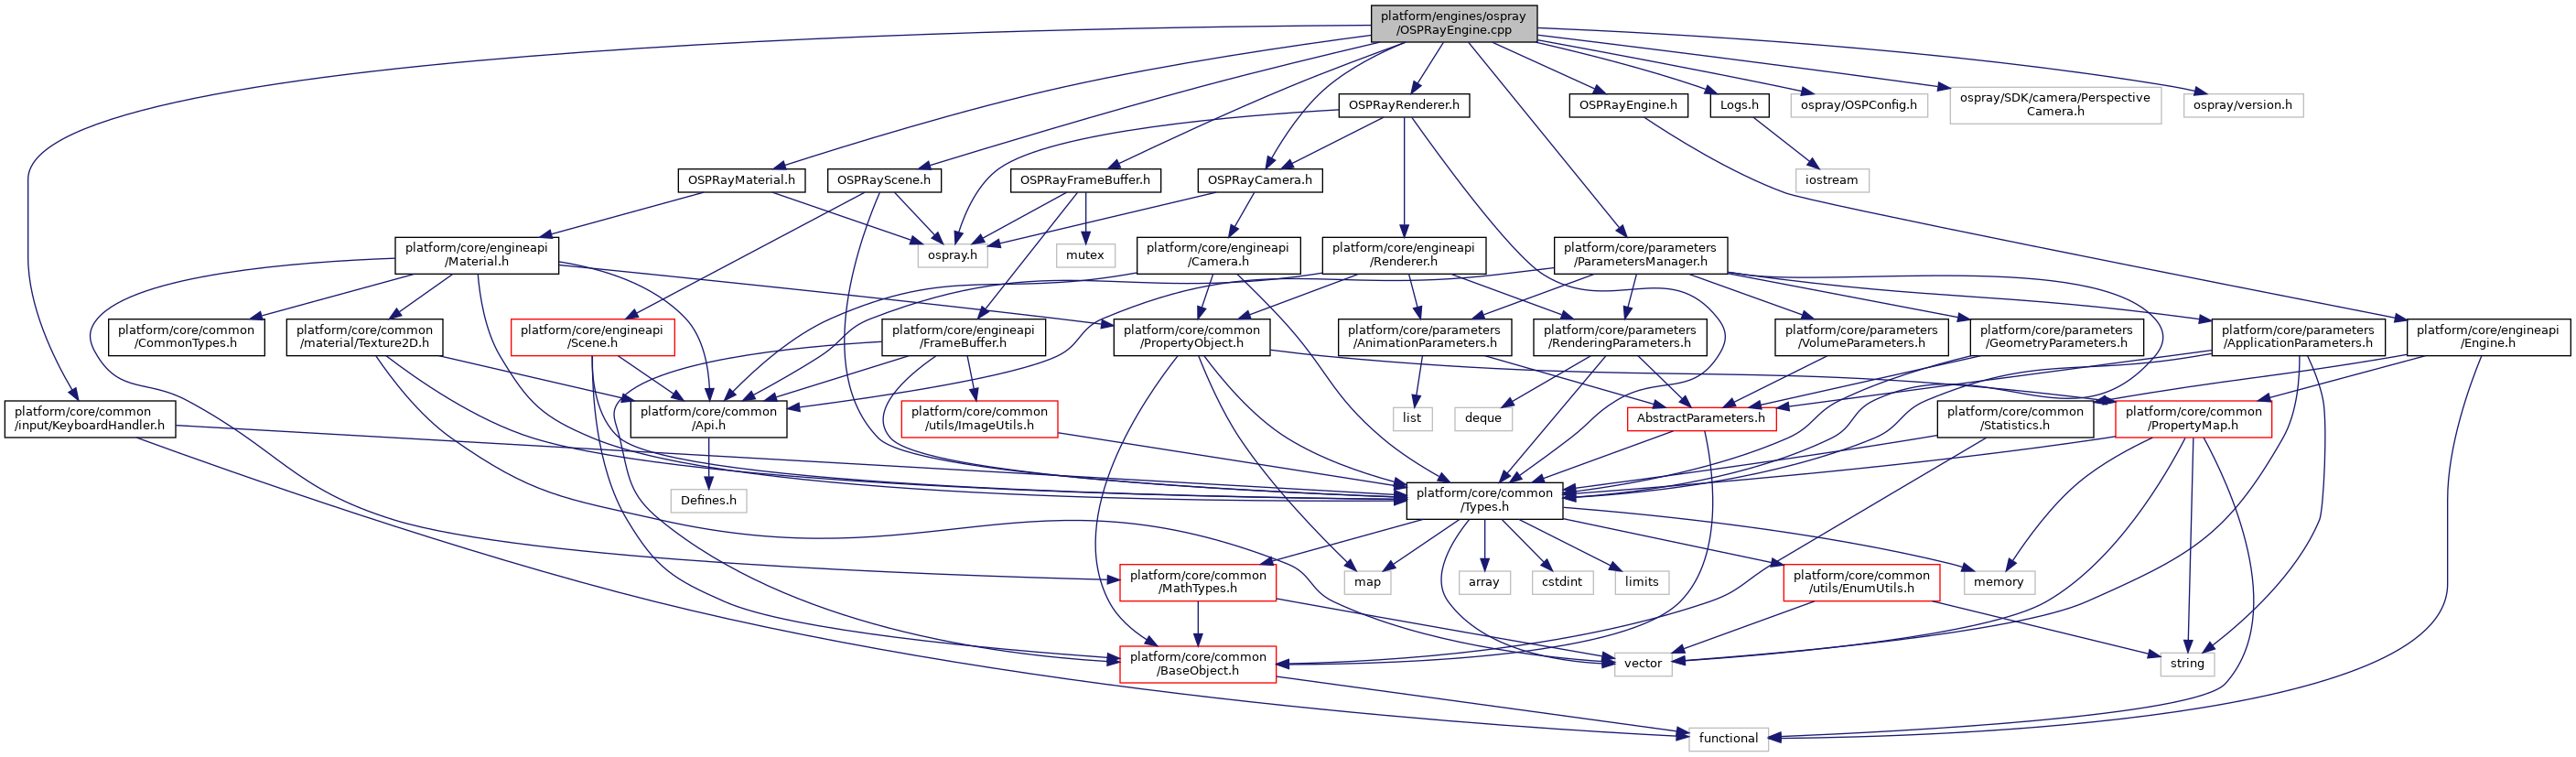 platform/engines/ospray
/OSPRayEngine.cpp
OSPRayRenderer.h
OSPRayEngine.h
Logs.h
ospray/OSPConfig.h
ospray/SDK/camera/Perspective
Camera.h
ospray/version.h
OSPRayMaterial.h
OSPRayScene.h
OSPRayFrameBuffer.h
OSPRayCamera.h
iostream
platform/core/engineapi
/Material.h
ospray.h
mutex
platform/core/engineapi
/Camera.h
platform/core/engineapi
/Renderer.h
platform/core/parameters
/ParametersManager.h
platform/core/common
/CommonTypes.h
platform/core/common
/material/Texture2D.h
platform/core/engineapi
/Scene.h
platform/core/engineapi
/FrameBuffer.h
platform/core/common
/PropertyObject.h
platform/core/parameters
/AnimationParameters.h
platform/core/parameters
/RenderingParameters.h
platform/core/parameters
/VolumeParameters.h
platform/core/parameters
/GeometryParameters.h
platform/core/parameters
/ApplicationParameters.h
platform/core/engineapi
/Engine.h
platform/core/common
/input/KeyboardHandler.h
platform/core/common
/Api.h
platform/core/common
/utils/ImageUtils.h
list
deque
AbstractParameters.h
platform/core/common
/Statistics.h
platform/core/common
/PropertyMap.h
Defines.h
platform/core/common
/Types.h
platform/core/common
/MathTypes.h
map
array
cstdint
limits
platform/core/common
/utils/EnumUtils.h
memory
platform/core/common
/BaseObject.h
vector
string
functional